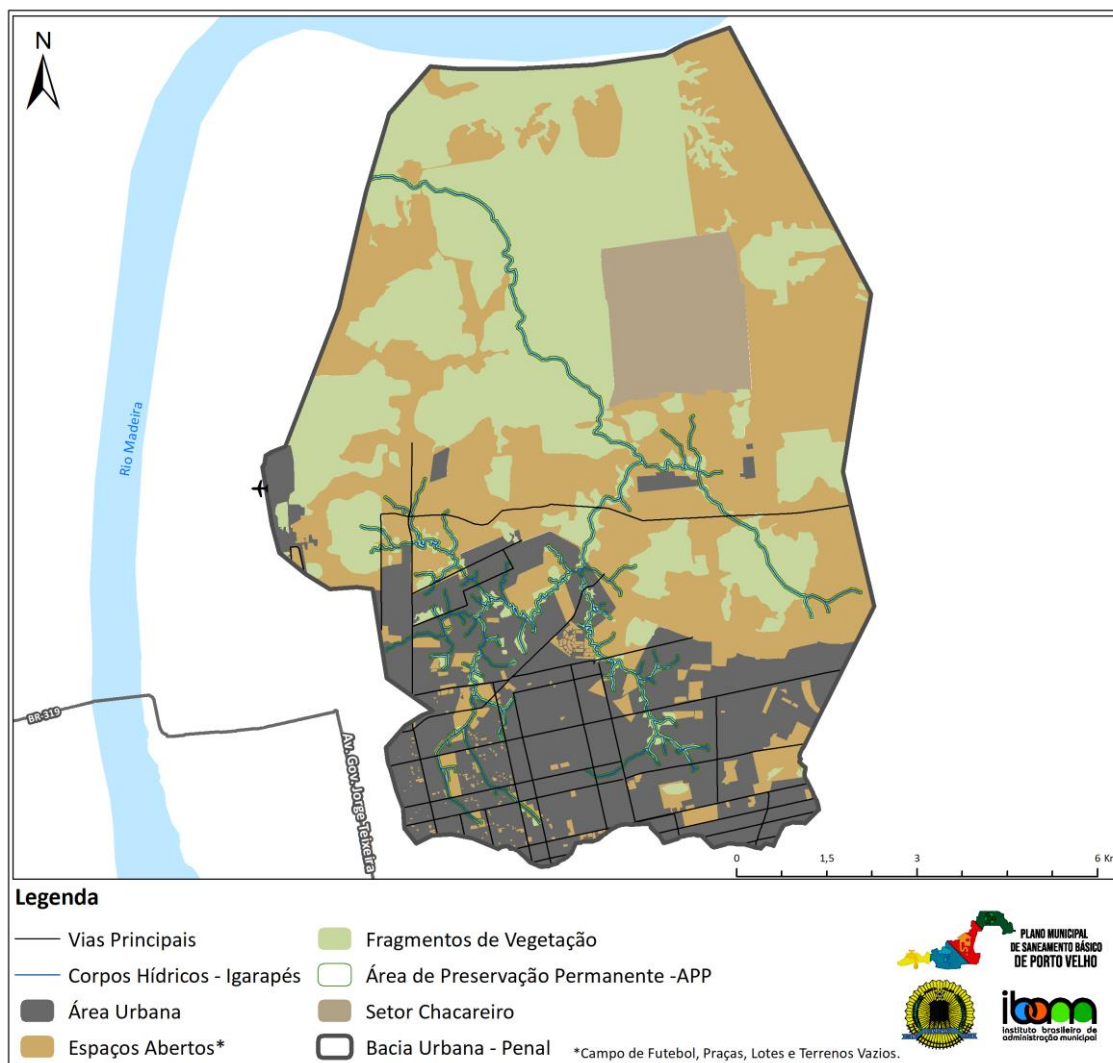 N
Rio Madeira
BR-319
Av. Gov. Jorge-Teixeira
0 1,5 3 6 Km
Legenda
Vias Principais
Corpos Hídricos - Igarapés
Área Urbana
Espaços Abertos*
Fragmentos de Vegetação
Área de Preservação Permanente -APP
Setor Chacareiro
Bacia Urbana - Penal
*Campo de Futebol, Praças, Lotes e Terrenos Vazios.
PLANO MUNICIPAL
DE SANEAMENTO BÁSICO
DE PORTO VELHO
ibam
instituto brasileiro de
administração municipal